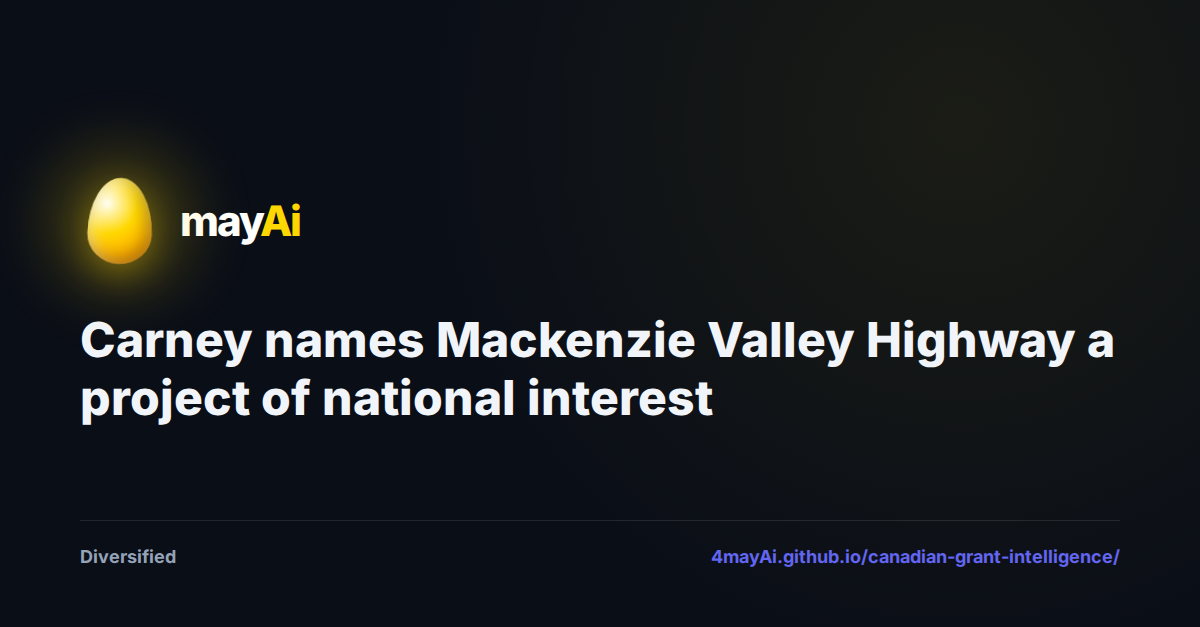 mayAi
Carney names Mackenzie Valley Highway a
project of national interest
Diversified
4mayAi.github.io/canadian-grant-intelligence/